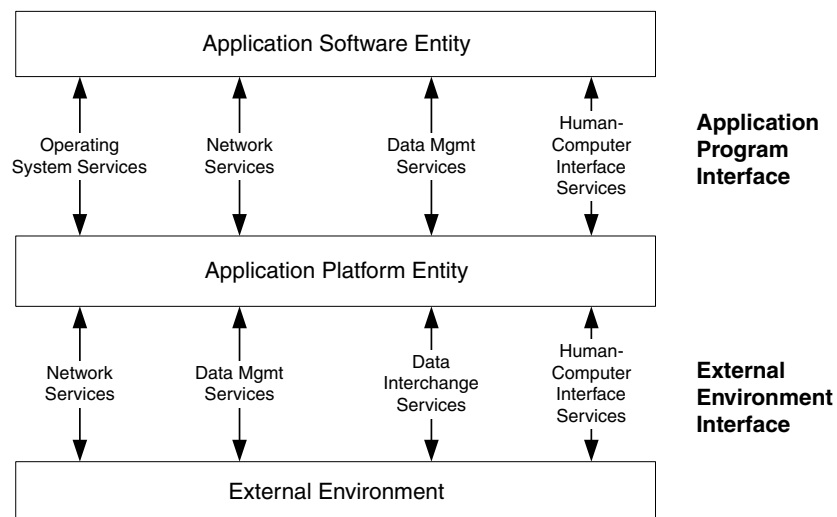 Application Software Entity
Operating
System Services
Network
Services
Data Mgmt
Services
Human-
Computer
Interface
Services
Application
Program
Interface
Application Platform Entity
Network
Services
Data Mgmt
Services
Data
Interchange
Services
Human-
Computer
Interface
Services
External
Environment
Interface
External Environment